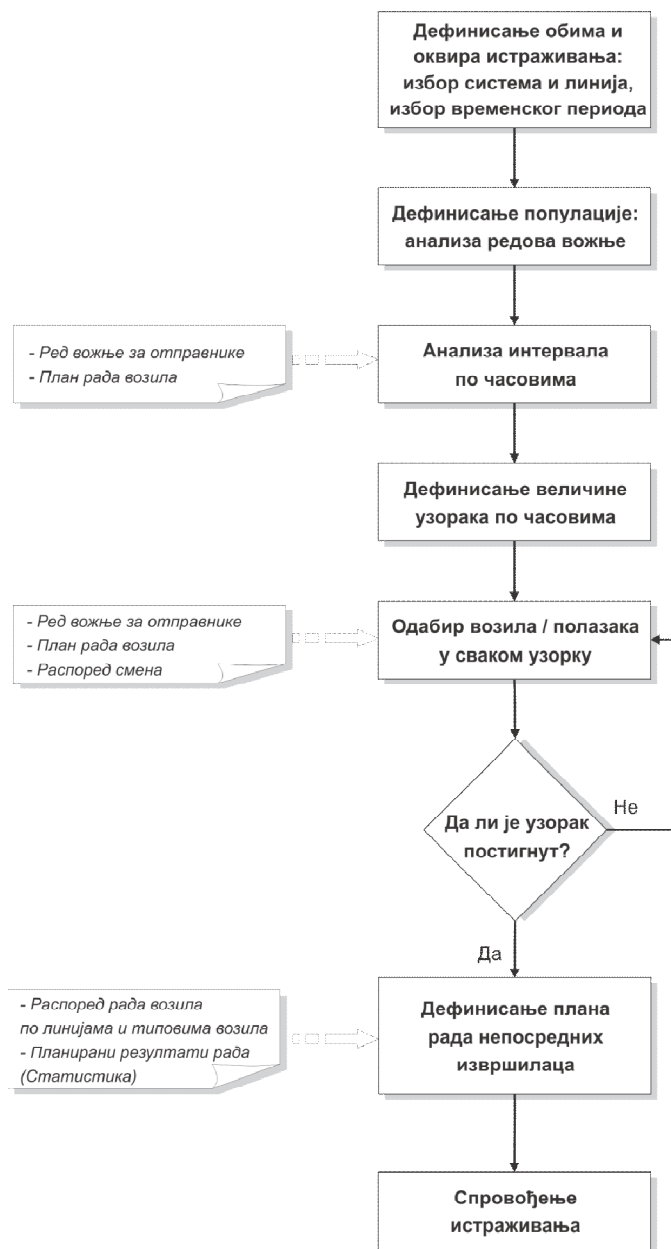 Дефинисање обима и
оквира истраживања:
избор система и линија,
избор временског периода
Дефинисање популације:
анализа редова вожње
- Ред вожње за отправнике
- План рада возила
Анализа интервала
по часовима
Дефинисање величине
узорака по часовима
- Ред вожње за отправнике
- План рада возила
- Распоред смена
Одабир возила / полазака
у сваком узорку
Да ли је узорак
постигнут?
Не
Да
- Распоред рада возила
по линијама и типовима возила
- Планирани резултати рада
(Статистика)
Дефинисање плана
рада непосредних
извршилаца
Спровођење
истраживања